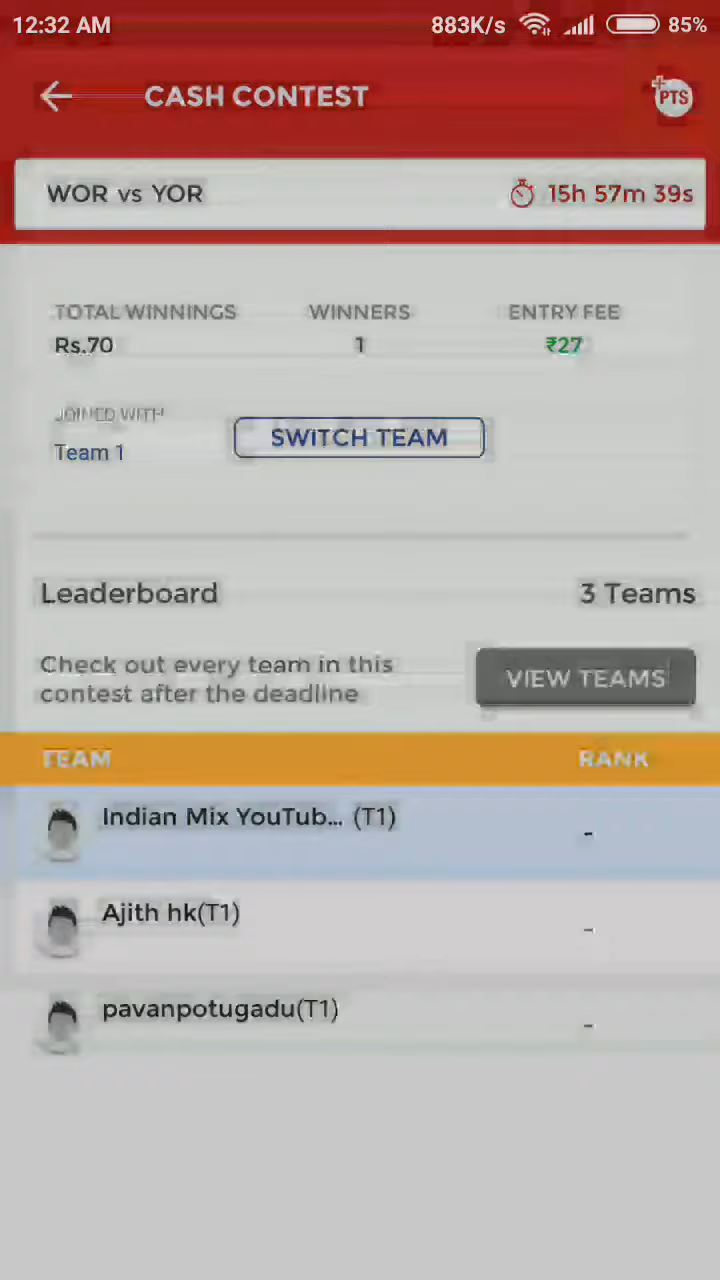 12:32 AM 883K/s 85%
CASH CONTEST
PTS
WOR vs YOR 15h 57m 39s
TOTAL WINNINGS WINNERS ENTRY FEE
Rs.70 1 ₹27
JOINED WITH
Team 1 SWITCH TEAM
Leaderboard 3 Teams
Check out every team in this
contest after the deadline
VIEW TEAMS
TEAM RANK
Indian Mix YouTub... (T1) -
Ajith hk(T1) -
pavanpotugadu(T1) -